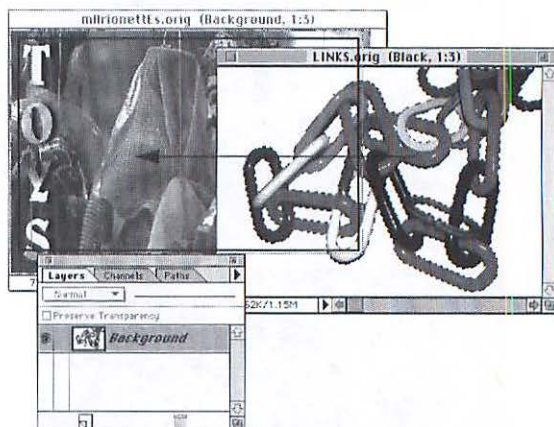 marionettEs.orig (Background, 1:3)
LINKS.orig (Black, 1:3)
TOYS
52K/1.15M
Layers Channels Paths
Normal
Preserve Transparency
Background